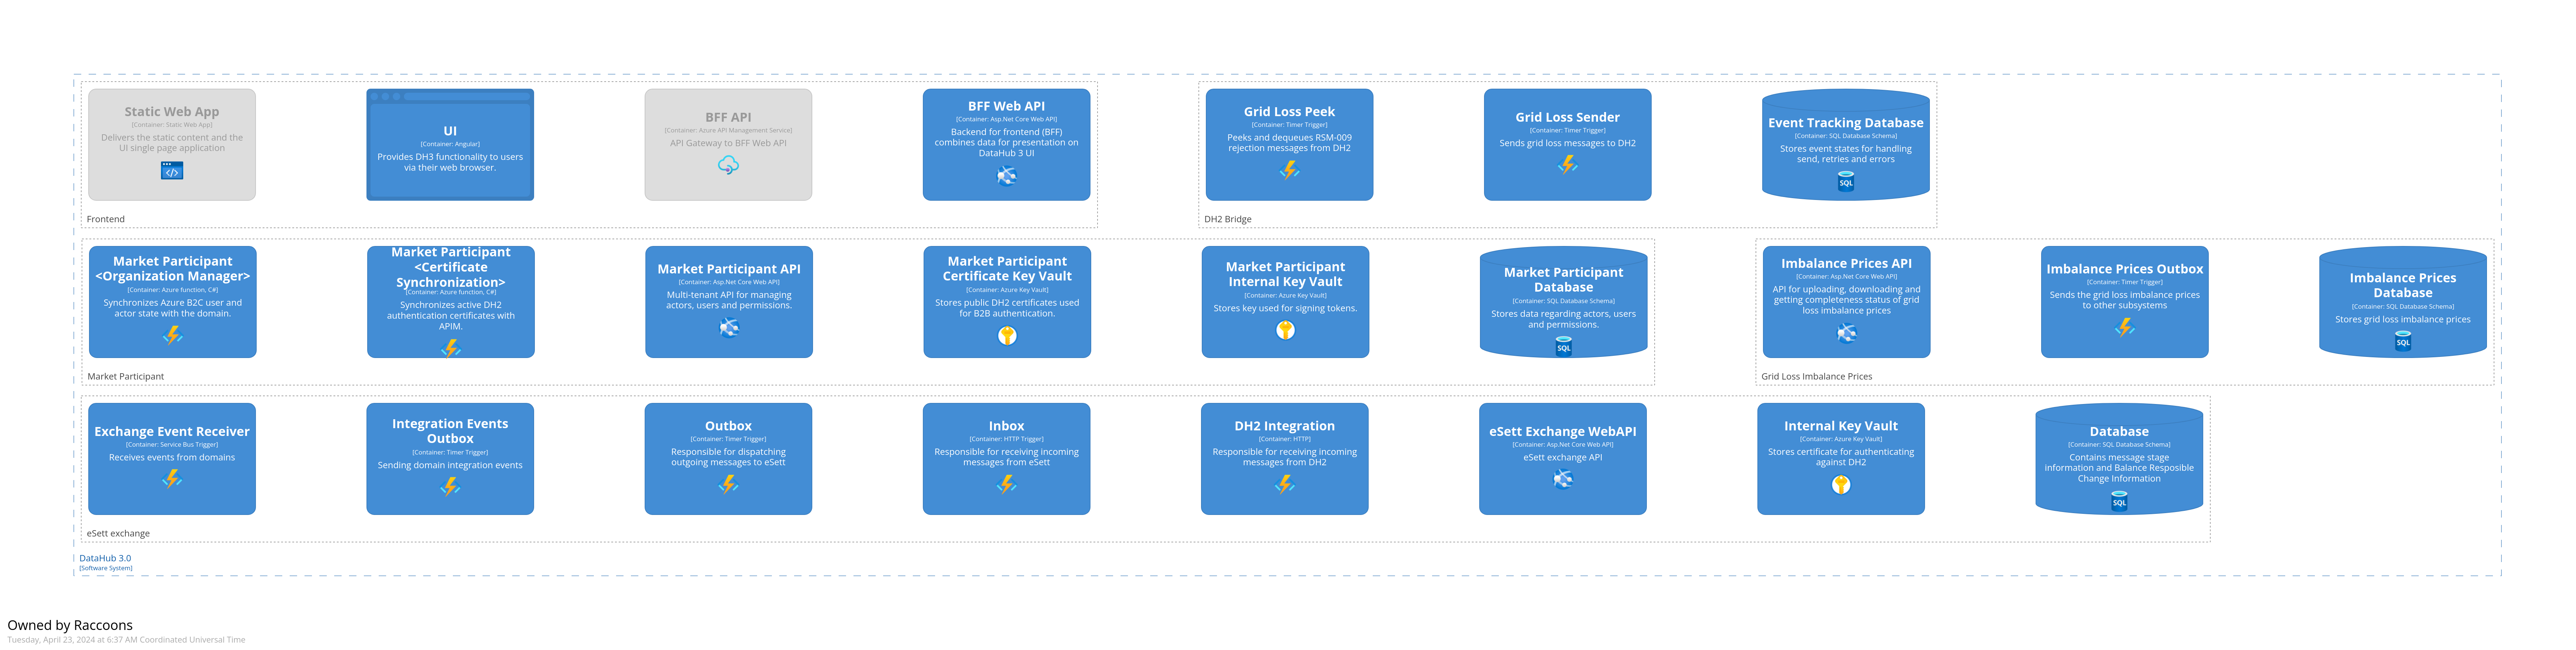 Static Web App
[Container: Static Web App]
Delivers the static content and the
UI single page application
UI
[Container: Angular]
Provides DH3 functionality to users
via their web browser.
BFF API
[Container: Azure API Management Service]
API Gateway to BFF Web API
BFF Web API
[Container: Asp.Net Core Web API]
Backend for frontend (BFF)
combines data for presentation on
DataHub 3 UI
Frontend
Grid Loss Peek
[Container: Timer Trigger]
Peeks and dequeues RSM-009
rejection messages from DH2
Grid Loss Sender
[Container: Timer Trigger]
Sends grid loss messages to DH2
Event Tracking Database
[Container: SQL Database Schema]
Stores event states for handling
send, retries and errors
SQL
DH2 Bridge
Market Participant
<Organization Manager>
[Container: Azure function, C#]
Synchronizes Azure B2C user and
actor state with the domain.
Market Participant
<Certificate
Synchronization>
[Container: Azure function, C#]
Synchronizes active DH2
authentication certificates with
APIM.
Market Participant API
[Container: Asp.Net Core Web API]
Multi-tenant API for managing
actors, users and permissions.
Market Participant
Certificate Key Vault
[Container: Azure Key Vault]
Stores public DH2 certificates used
for B2B authentication.
Market Participant
Internal Key Vault
[Container: Azure Key Vault]
Stores key used for signing tokens.
Market Participant
Database
[Container: SQL Database Schema]
Stores data regarding actors, users
and permissions.
SQL
Market Participant
Imbalance Prices API
[Container: Asp.Net Core Web API]
API for uploading, downloading and
getting completeness status of grid
loss imbalance prices
Imbalance Prices Outbox
[Container: Timer Trigger]
Sends the grid loss imbalance prices
to other subsystems
Imbalance Prices
Database
[Container: SQL Database Schema]
Stores grid loss imbalance prices
SQL
Grid Loss Imbalance Prices
Exchange Event Receiver
[Container: Service Bus Trigger]
Receives events from domains
Integration Events
Outbox
[Container: Timer Trigger]
Sending domain integration events
Outbox
[Container: Timer Trigger]
Responsible for dispatching
outgoing messages to eSett
Inbox
[Container: HTTP Trigger]
Responsible for receiving incoming
messages from eSett
DH2 Integration
[Container: HTTP]
Responsible for receiving incoming
messages from DH2
eSett Exchange WebAPI
[Container: Asp.Net Core Web API]
eSett exchange API
Internal Key Vault
[Container: Azure Key Vault]
Stores certificate for authenticating
against DH2
Database
[Container: SQL Database Schema]
Contains message stage
information and Balance Resposible
Change Information
SQL
eSett exchange
DataHub 3.0
[Software System]
Owned by Raccoons
Tuesday, April 23, 2024 at 6:37 AM Coordinated Universal Time